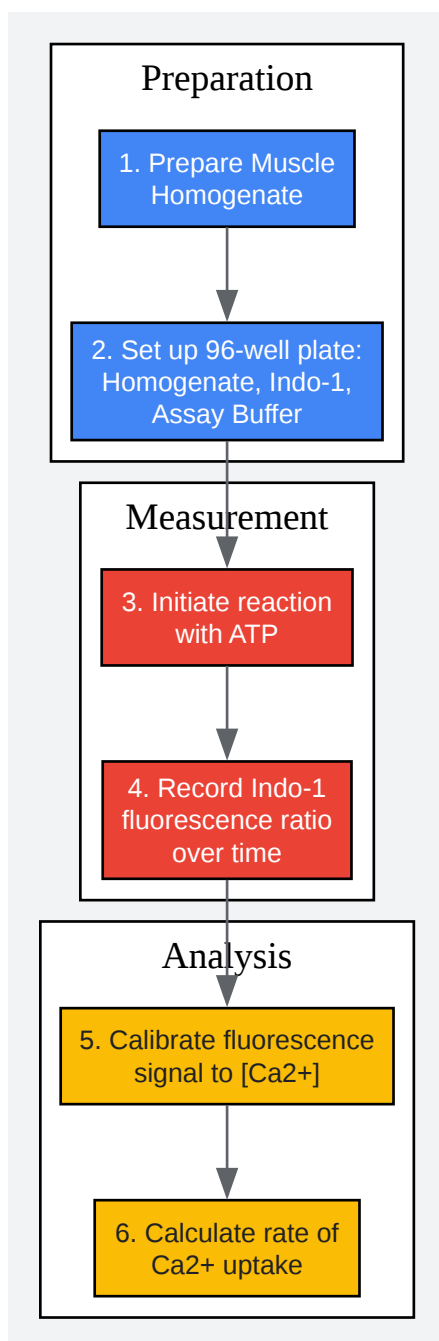 Preparation
1. Prepare Muscle
Homogenate
2. Set up 96-well plate:
Homogenate, Indo-1,
Assay Buffer
Measurement
3. Initiate reaction
with ATP
4. Record Indo-1
fluorescence ratio
over time
Analysis
5. Calibrate fluorescence
signal to [Ca2+]
6. Calculate rate of
Ca2+ uptake